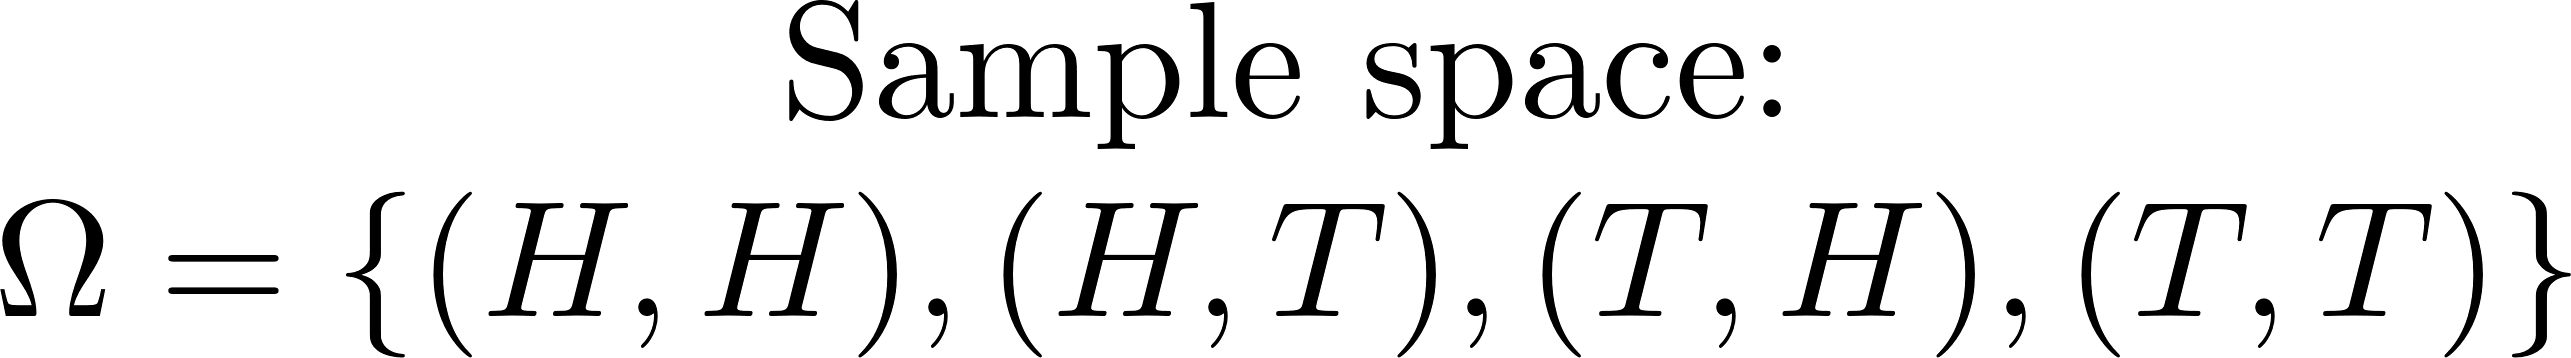 Sample space:
Ω = {(H, H), (H, T), (T, H), (T, T)}